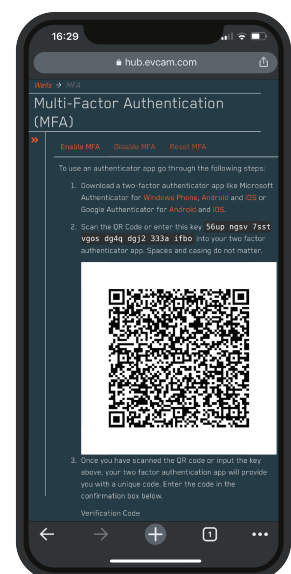 16:29
hub.evcam.com
Wells → MFA
Multi-Factor Authentication
(MFA)
»
Enable MFA Disable MFA Reset MFA
To use an authenticator app go through the following steps:
1. Download a two-factor authenticator app like Microsoft
Authenticator for Windows Phone, Android and iOS or
Google Authenticator for Android and iOS.
2. Scan the QR Code or enter this key 56up ngsv 7sst
vgos dg4q dgj2 333a ifbo into your two factor
authenticator app. Spaces and casing do not matter.
3. Once you have scanned the QR code or input the key
above, your two factor authentication app will provide
you with a unique code. Enter the code in the
confirmation box below.
Verification Code
1